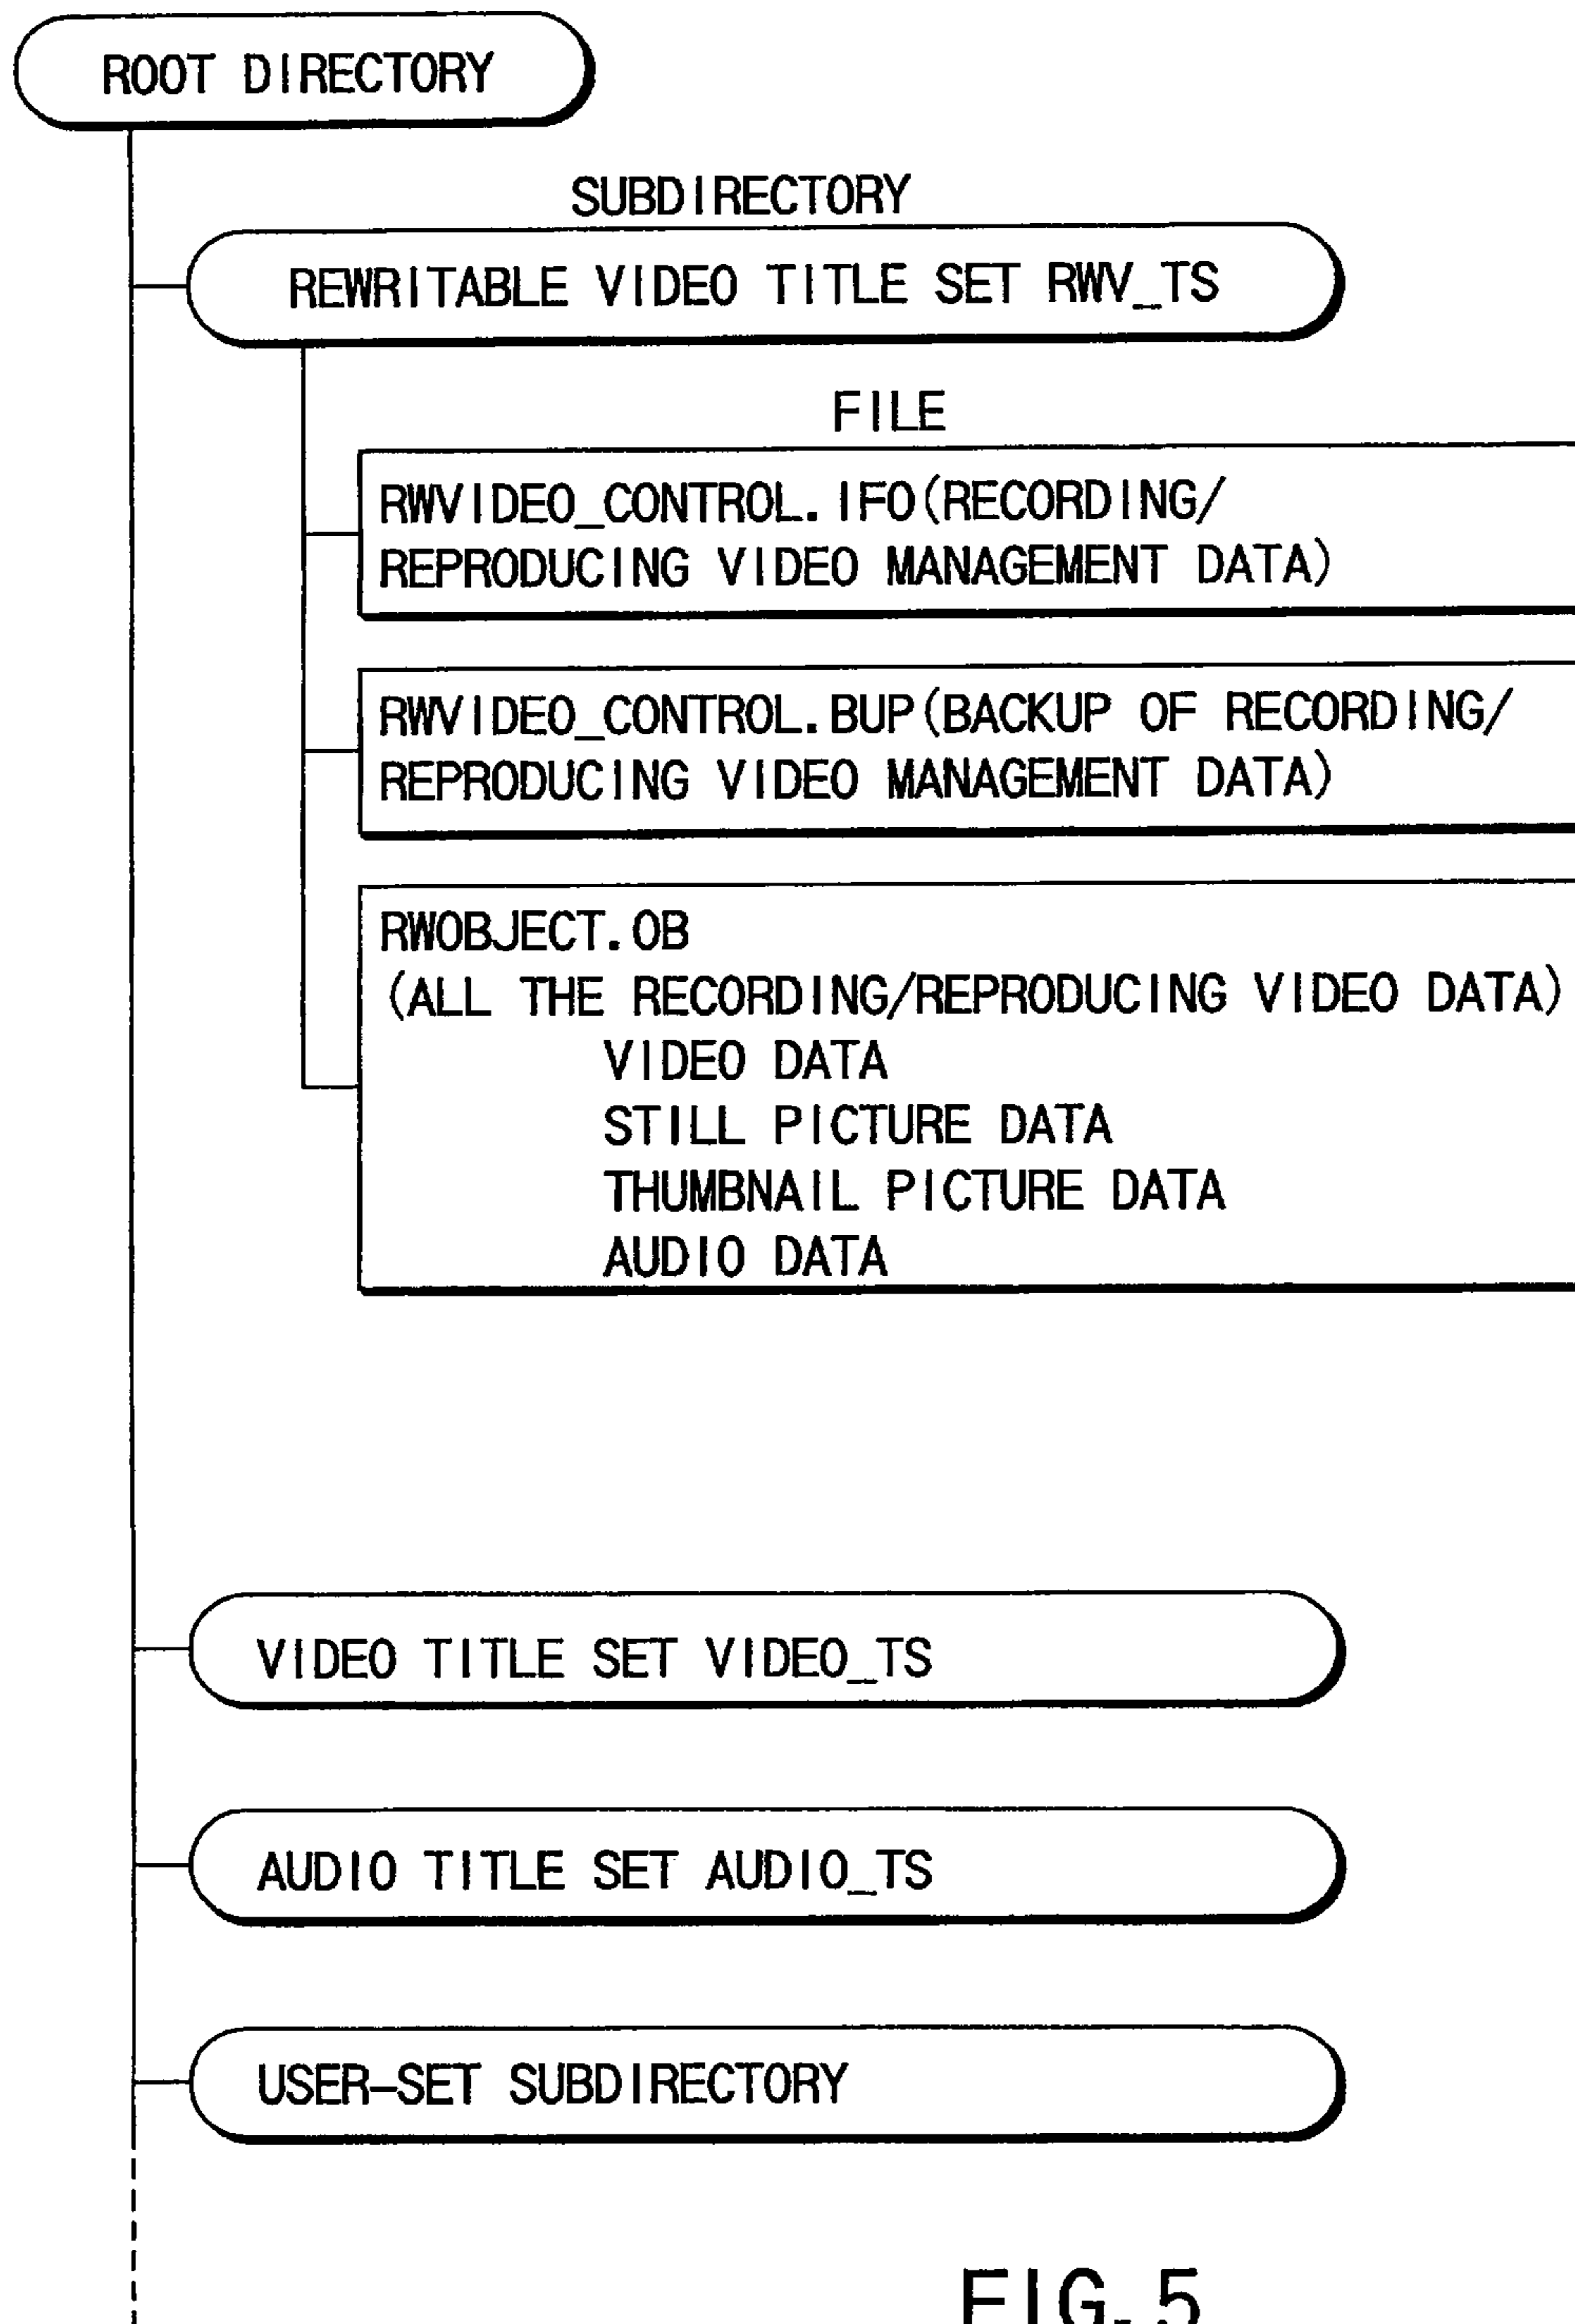 ROOT DIRECTORY
SUBDIRECTORY
REWRITABLE VIDEO TITLE SET RWV_TS
FILE
RWVIDEO_CONTROL.IFO(RECORDING/
REPRODUCING VIDEO MANAGEMENT DATA)
RWVIDEO_CONTROL.BUP(BACKUP OF RECORDING/
REPRODUCING VIDEO MANAGEMENT DATA)
RWOBJECT.OB
(ALL THE RECORDING/REPRODUCING VIDEO DATA)
VIDEO DATA
STILL PICTURE DATA
THUMBNAIL PICTURE DATA
AUDIO DATA
VIDEO TITLE SET VIDEO_TS
AUDIO TITLE SET AUDIO_TS
USER-SET SUBDIRECTORY
FIG.5